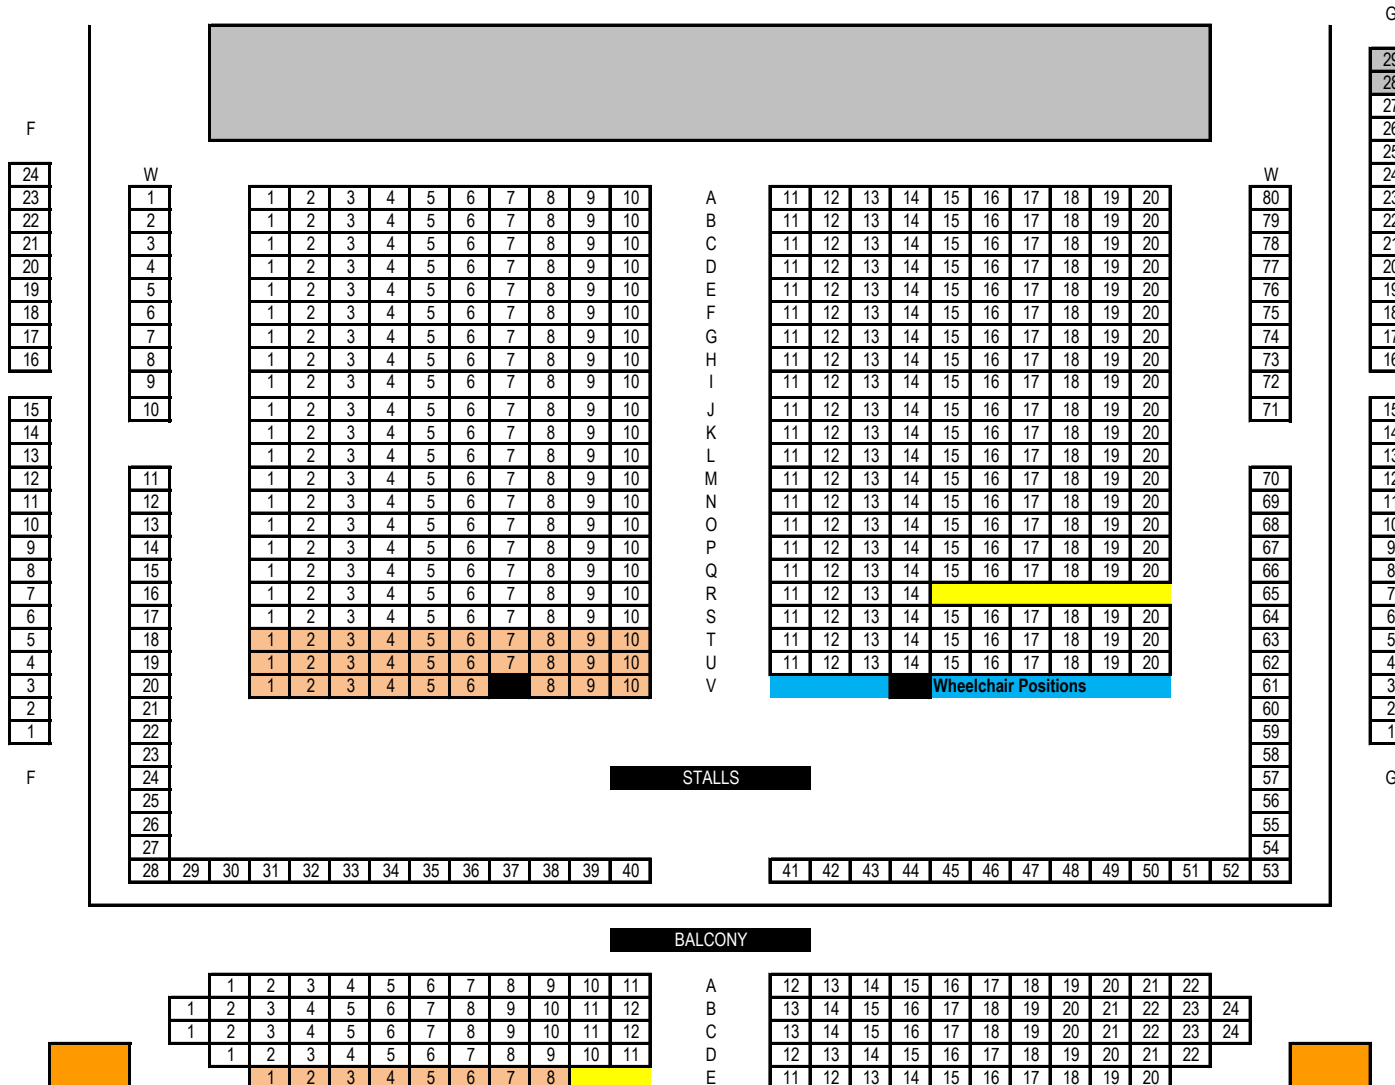 G
29
28
27
F 26
25
24 W W 24
23 1 1 2 3 4 5 6 7 8 9 10 A 11 12 13 14 15 16 17 18 19 20 80 23
22 2 1 2 3 4 5 6 7 8 9 10 B 11 12 13 14 15 16 17 18 19 20 79 22
21 3 1 2 3 4 5 6 7 8 9 10 C 11 12 13 14 15 16 17 18 19 20 78 21
20 4 1 2 3 4 5 6 7 8 9 10 D 11 12 13 14 15 16 17 18 19 20 77 20
19 5 1 2 3 4 5 6 7 8 9 10 E 11 12 13 14 15 16 17 18 19 20 76 19
18 6 1 2 3 4 5 6 7 8 9 10 F 11 12 13 14 15 16 17 18 19 20 75 18
17 7 1 2 3 4 5 6 7 8 9 10 G 11 12 13 14 15 16 17 18 19 20 74 17
16 8 1 2 3 4 5 6 7 8 9 10 H 11 12 13 14 15 16 17 18 19 20 73 16
9 1 2 3 4 5 6 7 8 9 10 I 11 12 13 14 15 16 17 18 19 20 72
15 10 1 2 3 4 5 6 7 8 9 10 J 11 12 13 14 15 16 17 18 19 20 71 15
14 1 2 3 4 5 6 7 8 9 10 K 11 12 13 14 15 16 17 18 19 20 14
13 1 2 3 4 5 6 7 8 9 10 L 11 12 13 14 15 16 17 18 19 20 13
12 11 1 2 3 4 5 6 7 8 9 10 M 11 12 13 14 15 16 17 18 19 20 70 12
11 12 1 2 3 4 5 6 7 8 9 10 N 11 12 13 14 15 16 17 18 19 20 69 11
10 13 1 2 3 4 5 6 7 8 9 10 O 11 12 13 14 15 16 17 18 19 20 68 10
9 14 1 2 3 4 5 6 7 8 9 10 P 11 12 13 14 15 16 17 18 19 20 67 9
8 15 1 2 3 4 5 6 7 8 9 10 Q 11 12 13 14 15 16 17 18 19 20 66 8
7 16 1 2 3 4 5 6 7 8 9 10 R 11 12 13 14 65 7
6 17 1 2 3 4 5 6 7 8 9 10 S 11 12 13 14 15 16 17 18 19 20 64 6
5 18 1 2 3 4 5 6 7 8 9 10 T 11 12 13 14 15 16 17 18 19 20 63 5
4 19 1 2 3 4 5 6 7 8 9 10 U 11 12 13 14 15 16 17 18 19 20 62 4
3 20 1 2 3 4 5 6 8 9 10 V Wheelchair Positions 61 3
2 21 60 2
1 22 59 1
23 58
F 24 STALLS 57 G
25 56
26 55
27 54
28 29 30 31 32 33 34 35 36 37 38 39 40 41 42 43 44 45 46 47 48 49 50 51 52 53
BALCONY
1 2 3 4 5 6 7 8 9 10 11 A 12 13 14 15 16 17 18 19 20 21 22
1 2 3 4 5 6 7 8 9 10 11 12 B 13 14 15 16 17 18 19 20 21 22 23 24
1 2 3 4 5 6 7 8 9 10 11 12 C 13 14 15 16 17 18 19 20 21 22 23 24
1 2 3 4 5 6 7 8 9 10 11 D 12 13 14 15 16 17 18 19 20 21 22
1 2 3 4 5 6 7 8 E 11 12 13 14 15 16 17 18 19 20